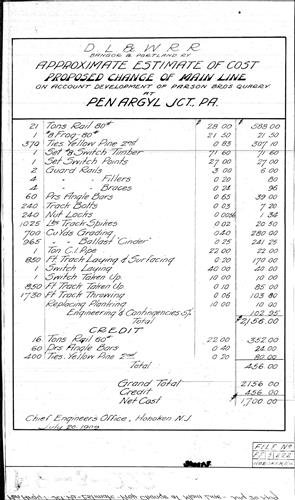 D L & W R R
BANGOR & PORTLAND RY
APPROXIMATE ESTIMATE OF COST
PROPOSED CHANGE OF MAIN LINE
ON ACCOUNT DEVELOPMENT OF PARSON BROS QUARRY
AT
PEN ARGYL JCT. PA.
21 Tons Rail 80# $ 28.00 $ 588.00
1 #8 Frog-80# 21.50 21.50
370 Ties Yellow Pine 2nd 0.83 307.10
1 Set #8 Switch Timber 71.60 71.60
1 Set Switch Points 27.00 27.00
2 Guard Rails 3.00 6.00
4 " " Fillers 0.20 80
4 " " Braces 0.24 96
60 Prs Angle Bars 0.65 39.00
240 Track Bolts 0.03 7.20
240 Nut Locks 0.0056 1.34
1025 Lbs Track Spikes 0.02 20.50
700 Cu Yds Grading 0.40 280.00
965 " " Ballast "Cinder" 0.25 241.25
1 Ton C.I. Pipe 22.00 22.00
850 Ft Track Laying & Surfacing 0.20 170.00
1 Switch Laying 40.00 40.00
1 Switch Taken Up 10.00 10.00
850 Ft Track Taken Up 0.10 85.00
1730 Ft Track Throwing 0.06 103.80
Replacing Planking 10.00 10.00
Engineering & Contingencies 5% 102.95
Total $2156.00
CREDIT
16 Tons Rail 60# 22.00 352.00
60 Prs Angle Bars 0.40 24.00
400 Ties Yellow Pine 2nd 0.20 80.00
Total 456.00
Grand Total 2156.00
Credit $456.00
Net Cost $1,700.00
Chief Engineers Office, Hoboken N.J.
July 20, 1909
FILE No